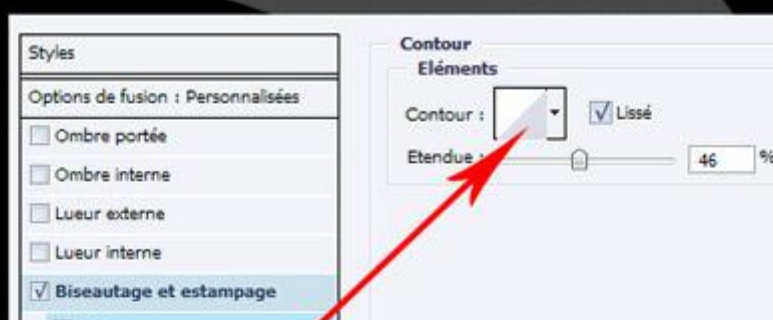 Styles
Options de fusion : Personnalisées
Ombre portée
Ombre interne
Lueur externe
Lueur interne
Biseautage et estampage
Contour
Eléments
Contour :
Lissé
Etendue :
46 %